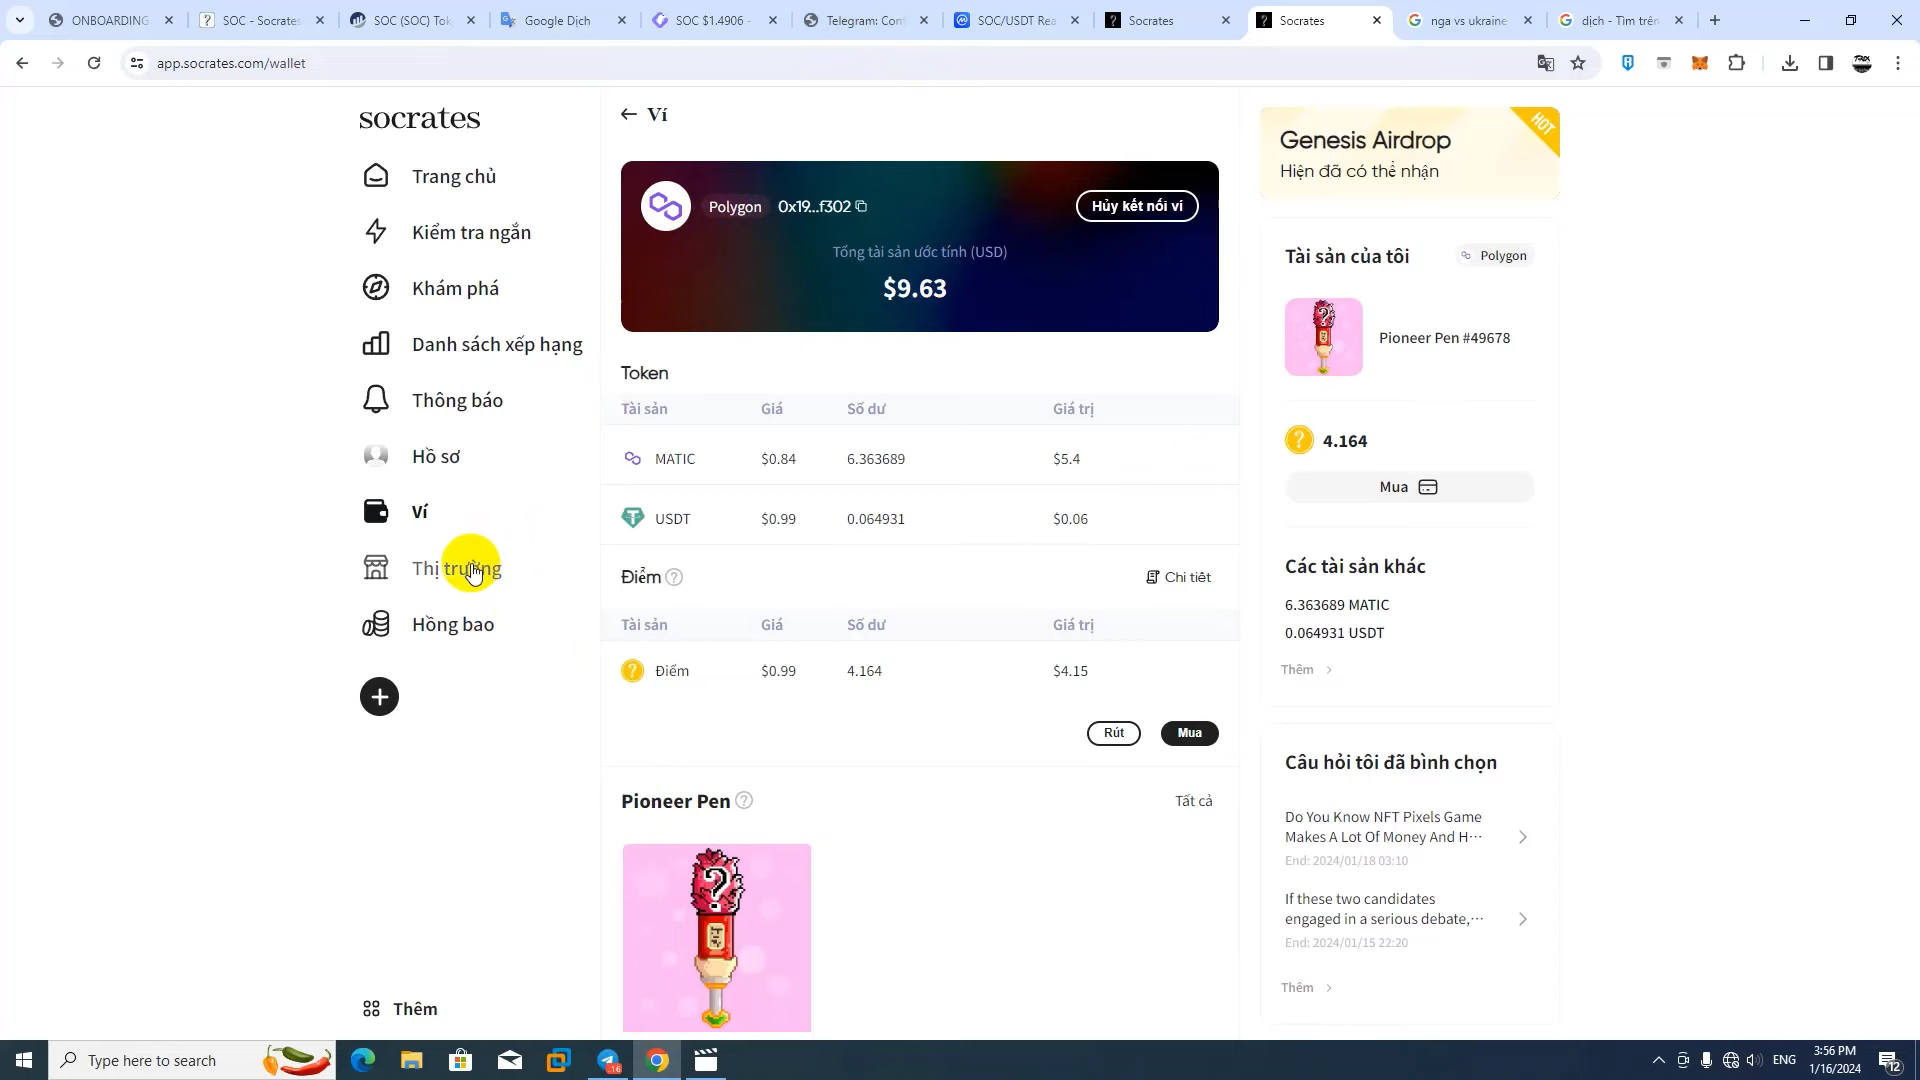 ONBOARDING
SOC - Socrates
SOC (SOC) Tok
Google Dịch
SOC $1.4906 -
Telegram: Cont
SOC/USDT Rea
Socrates
Socrates
nga vs ukraine
dịch - Tìm trên
app.socrates.com/wallet
socrates
Trang chủ
Kiểm tra ngắn
Khám phá
Danh sách xếp hạng
Thông báo
Hồ sơ
Ví
Thị trường
Hồng bao
Thêm
Ví
Polygon 0x19...f302
Hủy kết nối ví
Tổng tài sản ước tính (USD)
$9.63
Token
Tài sản Giá Số dư Giá trị
MATIC $0.84 6.363689 $5.4
USDT $0.99 0.064931 $0.06
Điểm ? Chi tiết
Tài sản Giá Số dư Giá trị
? Điểm $0.99 4.164 $4.15
Rút Mua
Pioneer Pen ? Tất cả
?
Genesis Airdrop
HOT
Hiện đã có thể nhận
Tài sản của tôi Polygon
Pioneer Pen #49678
? 4.164
Mua
Các tài sản khác
6.363689 MATIC
0.064931 USDT
Thêm
Câu hỏi tôi đã bình chọn
Do You Know NFT Pixels Game
Makes A Lot Of Money And H···
End: 2024/01/18 03:10
If these two candidates
engaged in a serious debate,···
End: 2024/01/15 22:20
Thêm
Type here to search
16
ENG
3:56 PM
1/16/2024
12